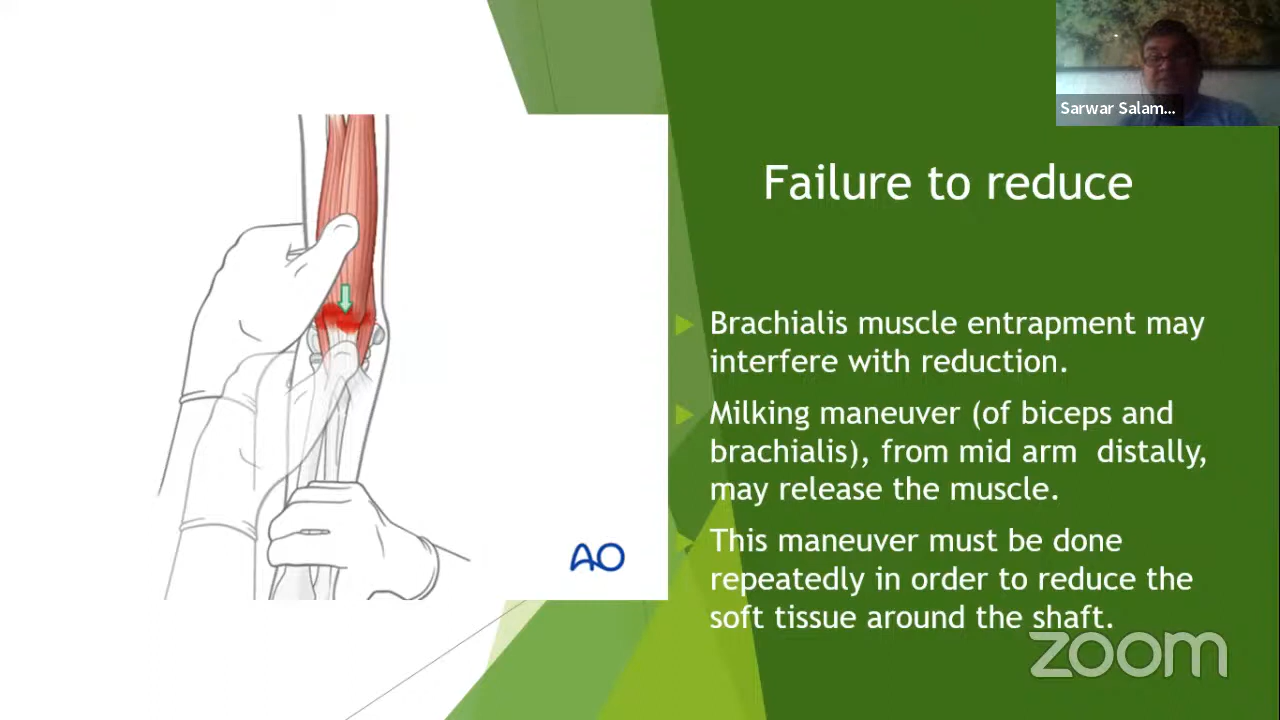 Sarwar Salam...
Failure to reduce
Brachialis muscle entrapment may
interfere with reduction.
Milking maneuver (of biceps and
brachialis), from mid arm distally,
may release the muscle.
This maneuver must be done
repeatedly in order to reduce the
soft tissue around the shaft.
AO
zoom